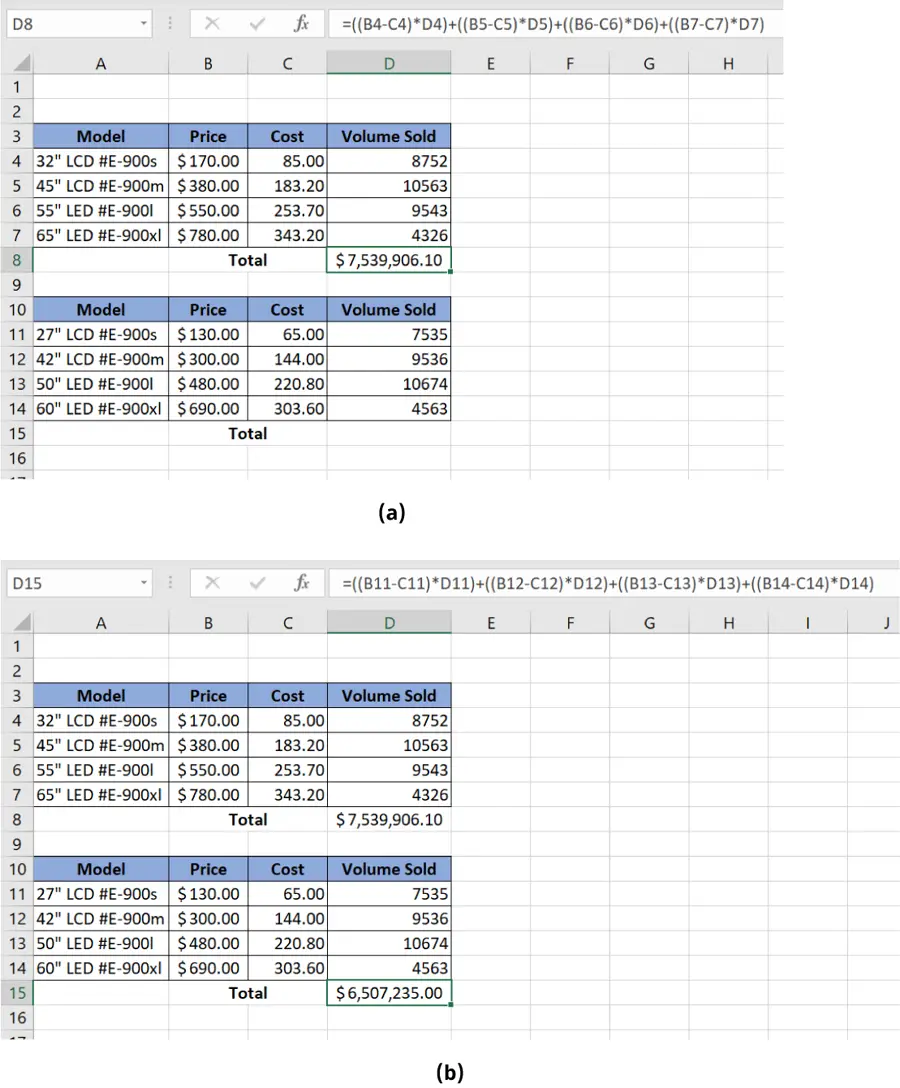 D8 fx =((B4-C4)*D4)+((B5-C5)*D5)+((B6-C6)*D6)+((B7-C7)*D7)
A B C D E F G H
1
2
3 Model Price Cost Volume Sold
4 32" LCD #E-900s $170.00 85.00 8752
5 45" LCD #E-900m $380.00 183.20 10563
6 55" LED #E-900l $550.00 253.70 9543
7 65" LED #E-900xl $780.00 343.20 4326
8 Total $7,539,906.10
9
10 Model Price Cost Volume Sold
11 27" LCD #E-900s $130.00 65.00 7535
12 42" LCD #E-900m $300.00 144.00 9536
13 50" LED #E-900l $480.00 220.80 10674
14 60" LED #E-900xl $690.00 303.60 4563
15 Total
16
(a)
D15 fx =((B11-C11)*D11)+((B12-C12)*D12)+((B13-C13)*D13)+((B14-C14)*D14)
A B C D E F G H I J
1
2
3 Model Price Cost Volume Sold
4 32" LCD #E-900s $170.00 85.00 8752
5 45" LCD #E-900m $380.00 183.20 10563
6 55" LED #E-900l $550.00 253.70 9543
7 65" LED #E-900xl $780.00 343.20 4326
8 Total $7,539,906.10
9
10 Model Price Cost Volume Sold
11 27" LCD #E-900s $130.00 65.00 7535
12 42" LCD #E-900m $300.00 144.00 9536
13 50" LED #E-900l $480.00 220.80 10674
14 60" LED #E-900xl $690.00 303.60 4563
15 Total $6,507,235.00
16
(b)